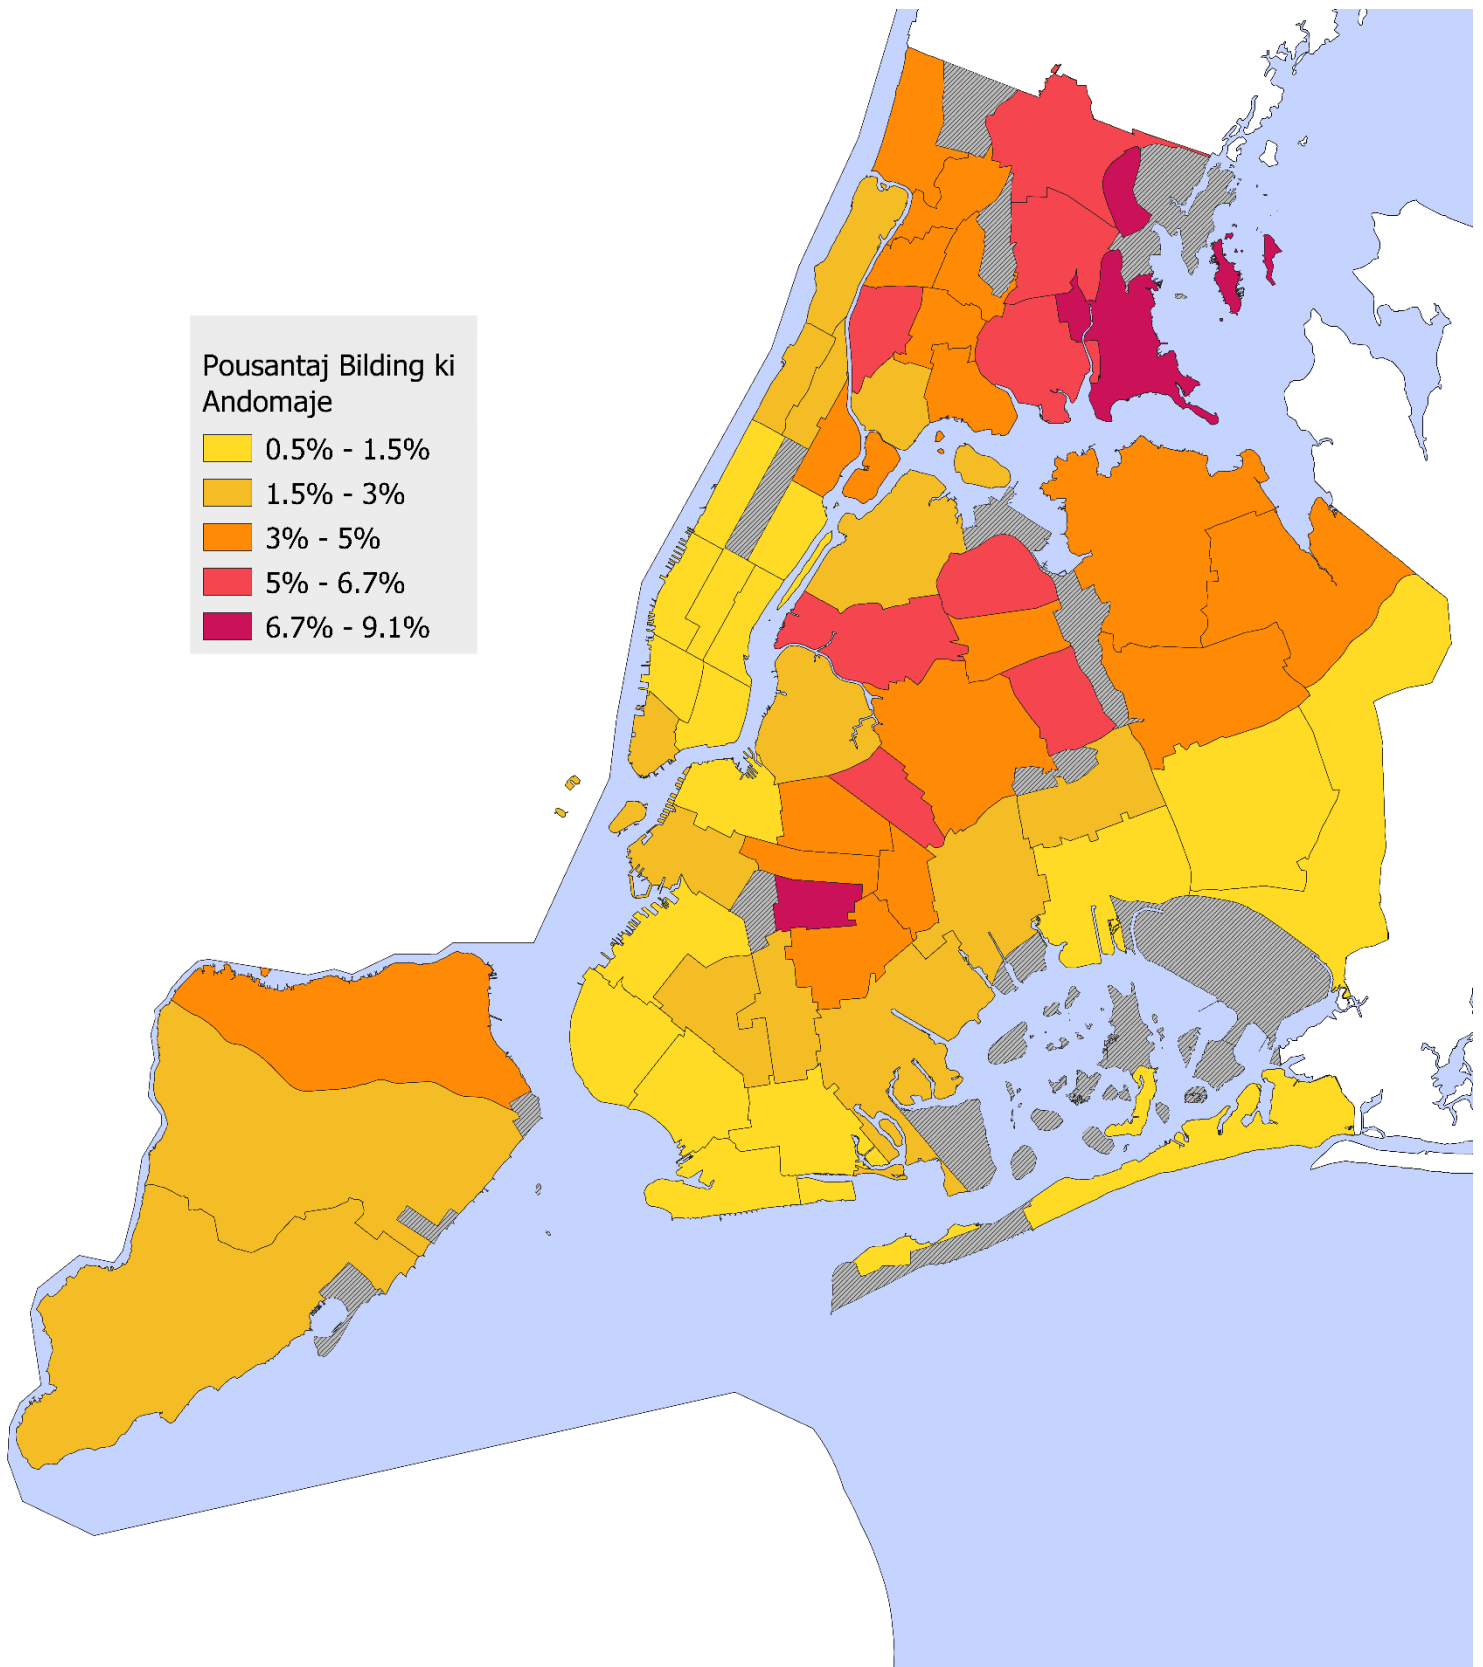 Pousantaj Bilding ki
Andomaje
0.5% - 1.5%
1.5% - 3%
3% - 5%
5% - 6.7%
6.7% - 9.1%